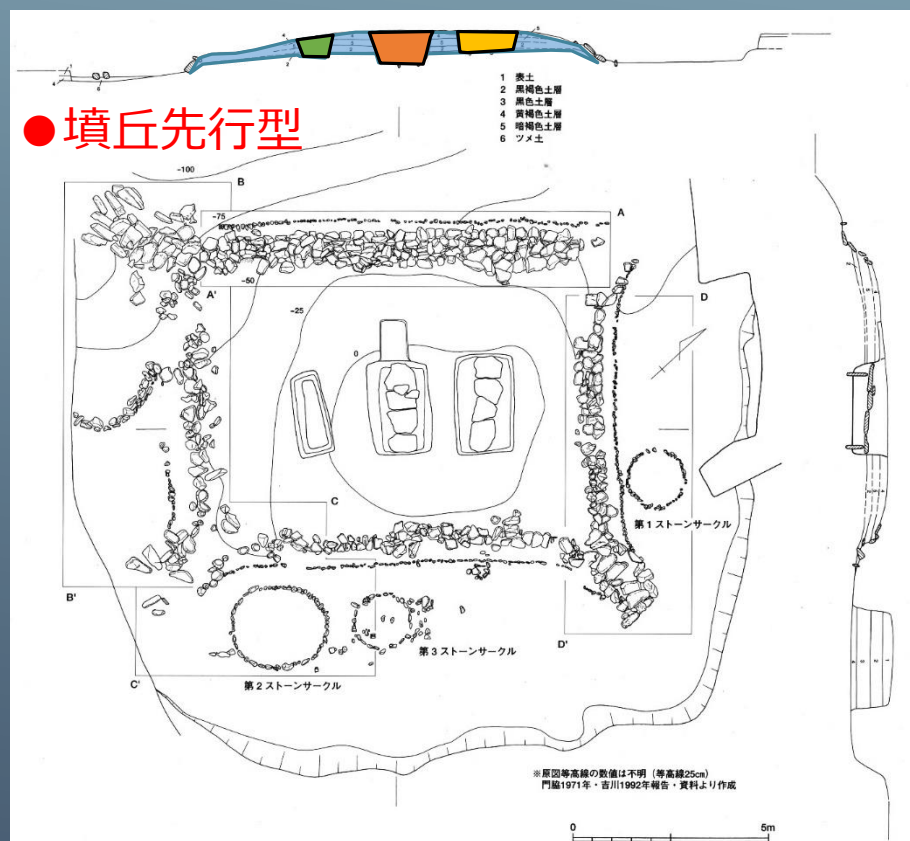 1 表土
2 黒褐色土層
3 黒色土層
4 黄褐色土層
5 暗褐色土層
6 ツメ土
●墳丘先行型
-100
B
-75
A
A'
-50
-25
D
0
C
第1ストーンサークル
B'
D'
第3ストーンサークル
C'
第2ストーンサークル
※原図等高線の数値は不明(等高線25cm)
門脇1971年・吉川1992年報告・資料より作成
0 5m